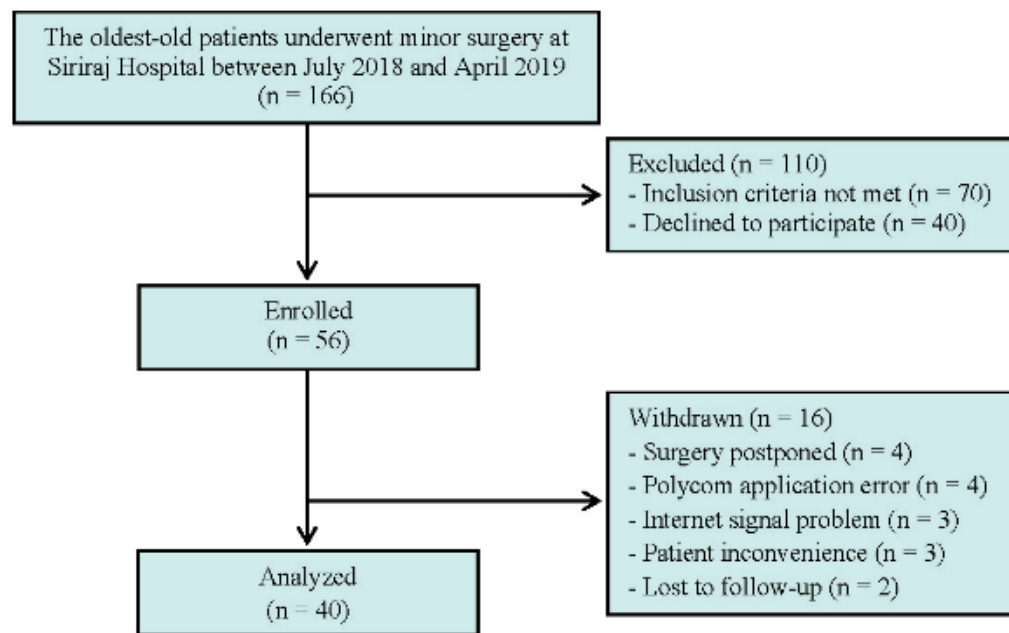 The oldest-old patients underwent minor surgery at
Siriraj Hospital between July 2018 and April 2019
(n = 166)
Excluded (n = 110)
- Inclusion criteria not met (n = 70)
- Declined to participate (n = 40)
Enrolled
(n = 56)
Withdrawn (n = 16)
- Surgery postponed (n = 4)
- Polycom application error (n = 4)
- Internet signal problem (n = 3)
- Patient inconvenience (n = 3)
- Lost to follow-up (n = 2)
Analyzed
(n = 40)